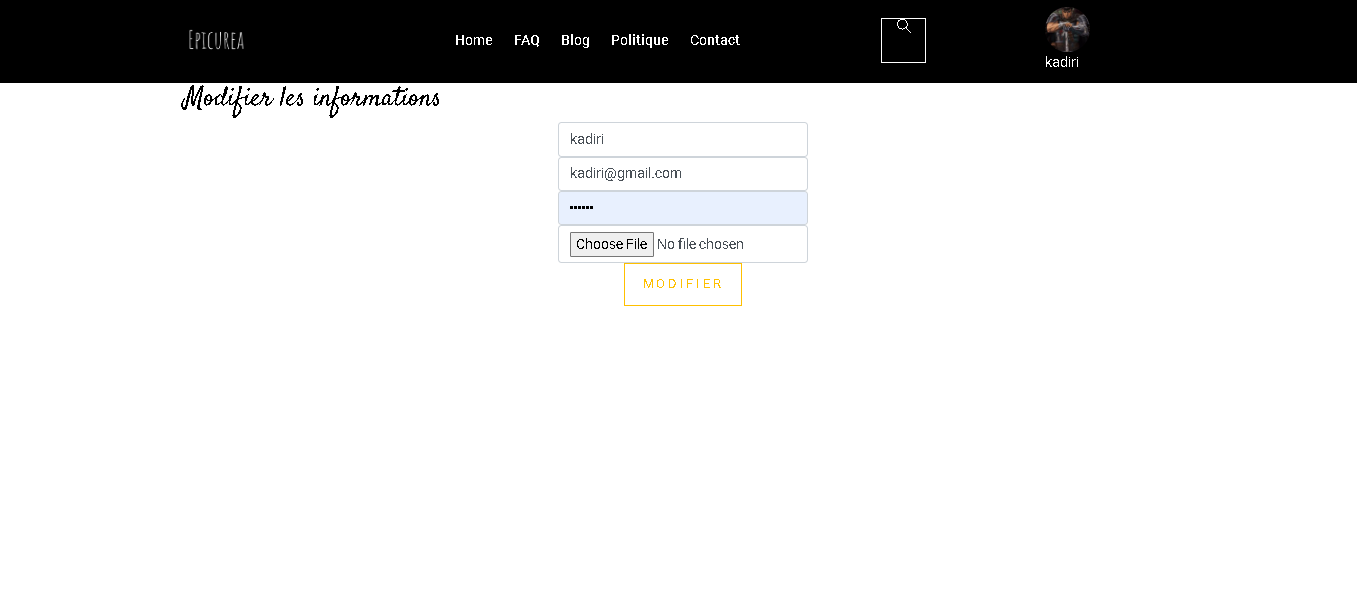 EPICUREA
Home FAQ Blog Politique Contact
kadiri
Modifier les informations
kadiri
kadiri@gmail.com
••••••
Choose File No file chosen
MODIFIER